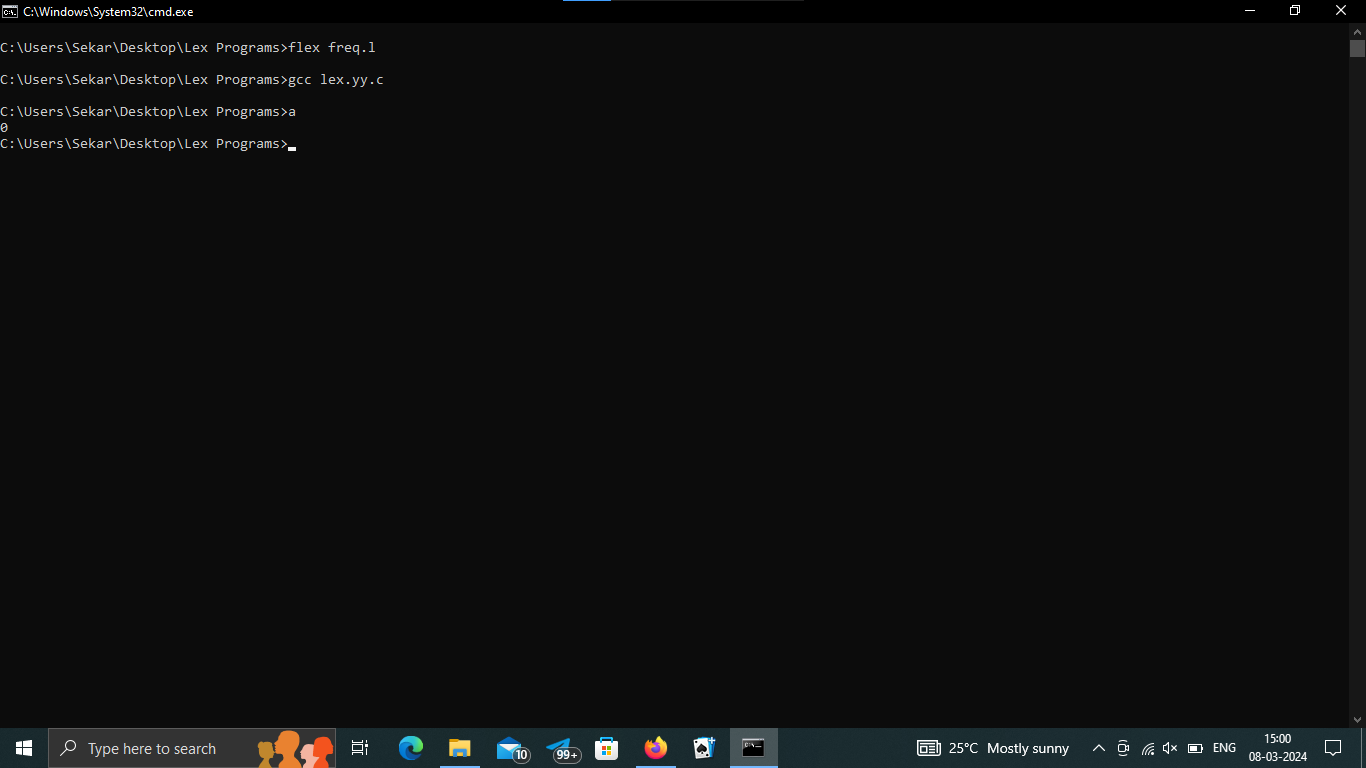 C:\Windows\System32\cmd.exe
C:\Users\Sekar\Desktop\Lex Programs>flex freq.l
C:\Users\Sekar\Desktop\Lex Programs>gcc lex.yy.c
C:\Users\Sekar\Desktop\Lex Programs>a
0
C:\Users\Sekar\Desktop\Lex Programs>
Type here to search
10
99+
25°C Mostly sunny
ENG
15:00
08-03-2024